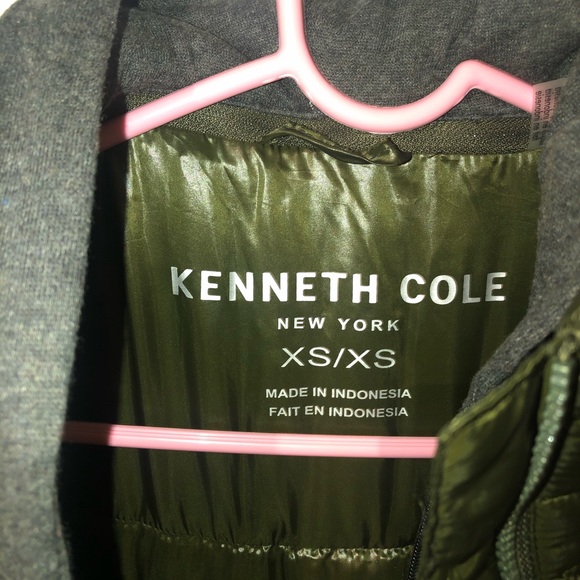 KENNETH COLE
NEW YORK
XS/XS
MADE IN INDONESIA
FAIT EN INDONESIA